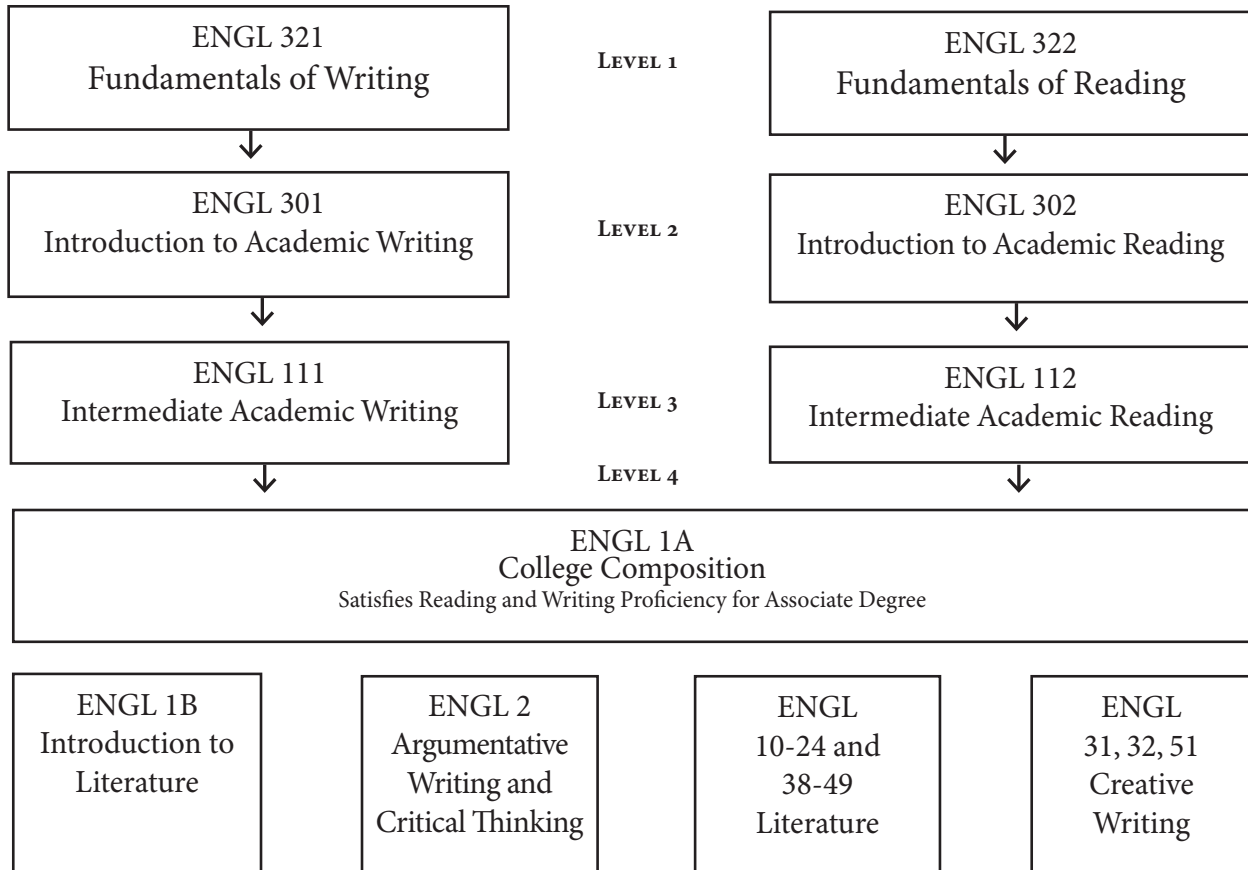 ENGL 321
Fundamentals of Writing
LEVEL 1
ENGL 322
Fundamentals of Reading
ENGL 301
Introduction to Academic Writing
LEVEL 2
ENGL 302
Introduction to Academic Reading
ENGL 111
Intermediate Academic Writing
LEVEL 3
ENGL 112
Intermediate Academic Reading
LEVEL 4
ENGL 1A
College Composition
Satisfies Reading and Writing Proficiency for Associate Degree
ENGL 1B
Introduction to
Literature
ENGL 2
Argumentative
Writing and
Critical Thinking
ENGL
10-24 and
38-49
Literature
ENGL
31, 32, 51
Creative
Writing